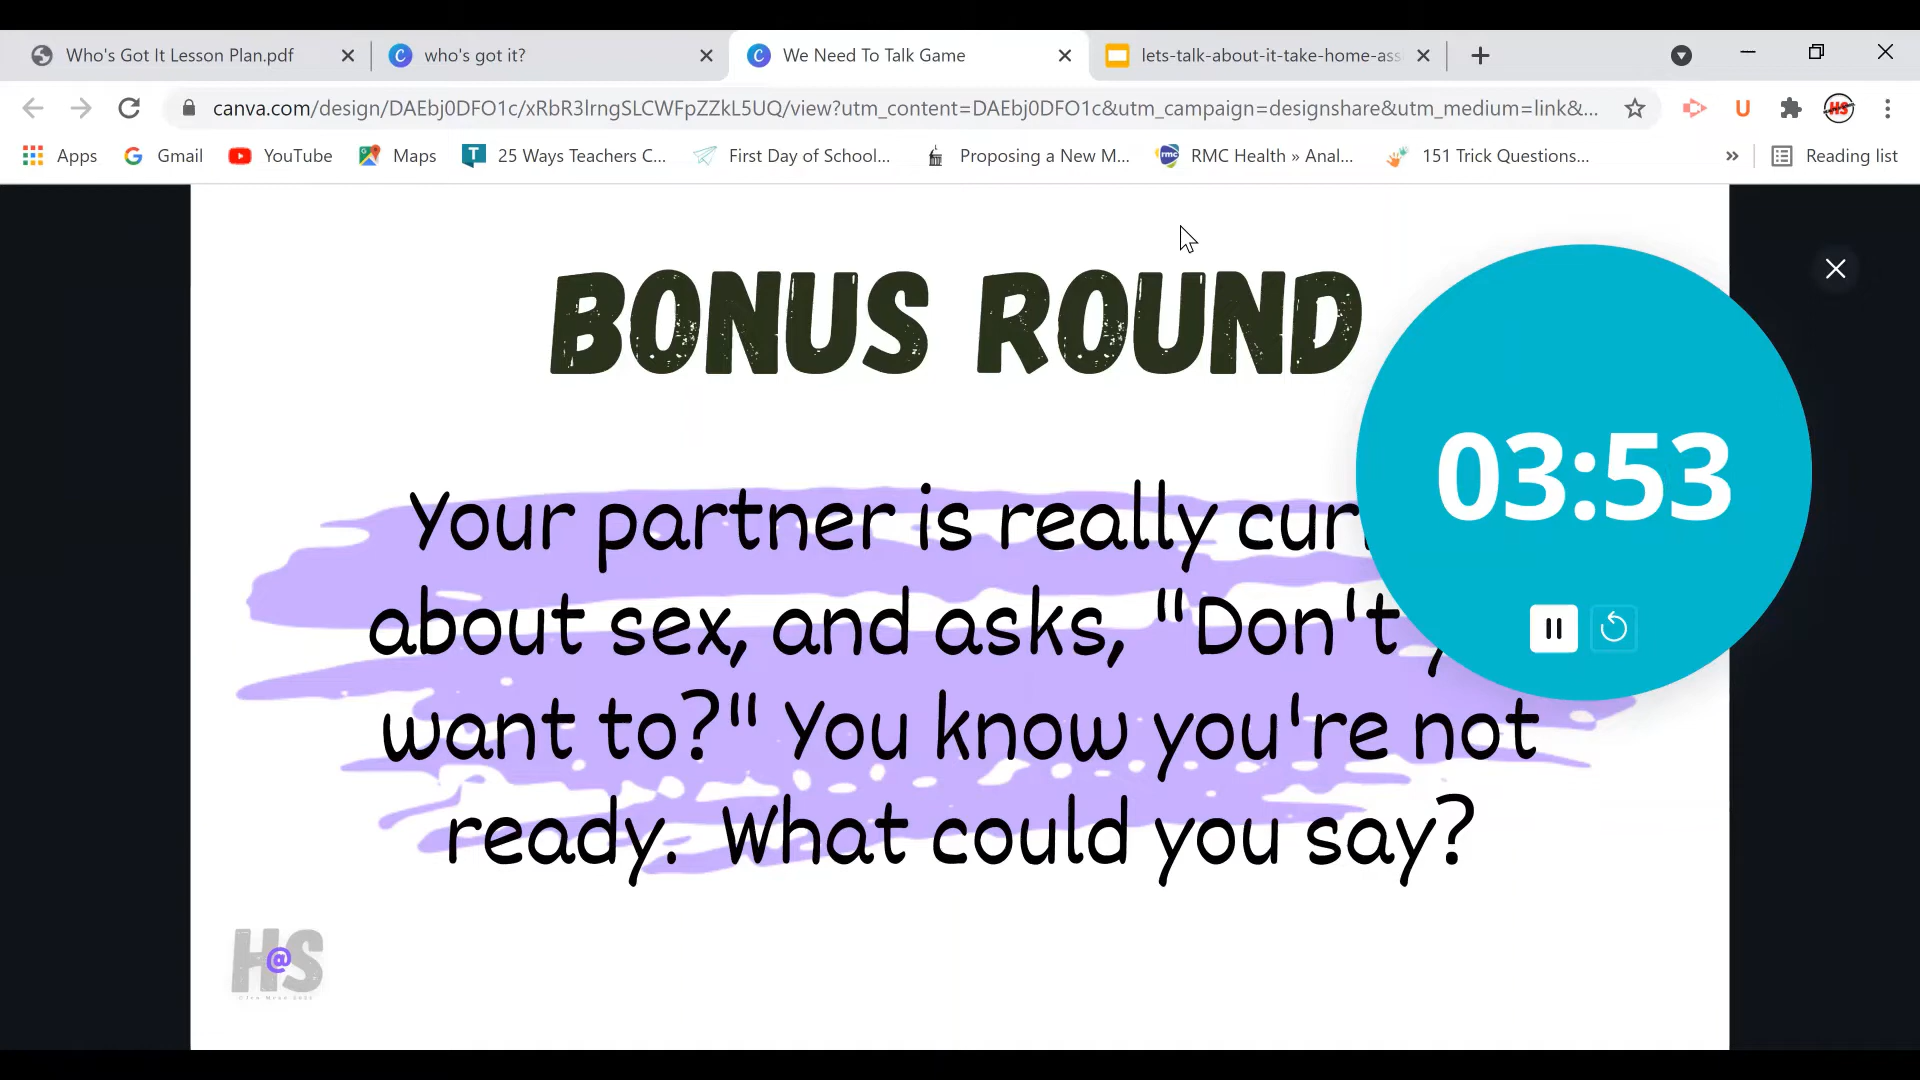 Who's Got It Lesson Plan.pdf
who's got it?
We Need To Talk Game
lets-talk-about-it-take-home-ass
canva.com/design/DAEbj0DFO1c/xRbR3lrngSLCWFpZZkL5UQ/view?utm_content=DAEbj0DFO1c&utm_campaign=designshare&utm_medium=link&...
Apps
Gmail
YouTube
Maps
25 Ways Teachers C...
First Day of School...
Proposing a New M...
RMC Health » Anal...
151 Trick Questions...
Reading list
BONUS ROUND
03:53
Your partner is really cur
about sex, and asks, "Don't
want to?" You know you're not
ready. What could you say?
H@S